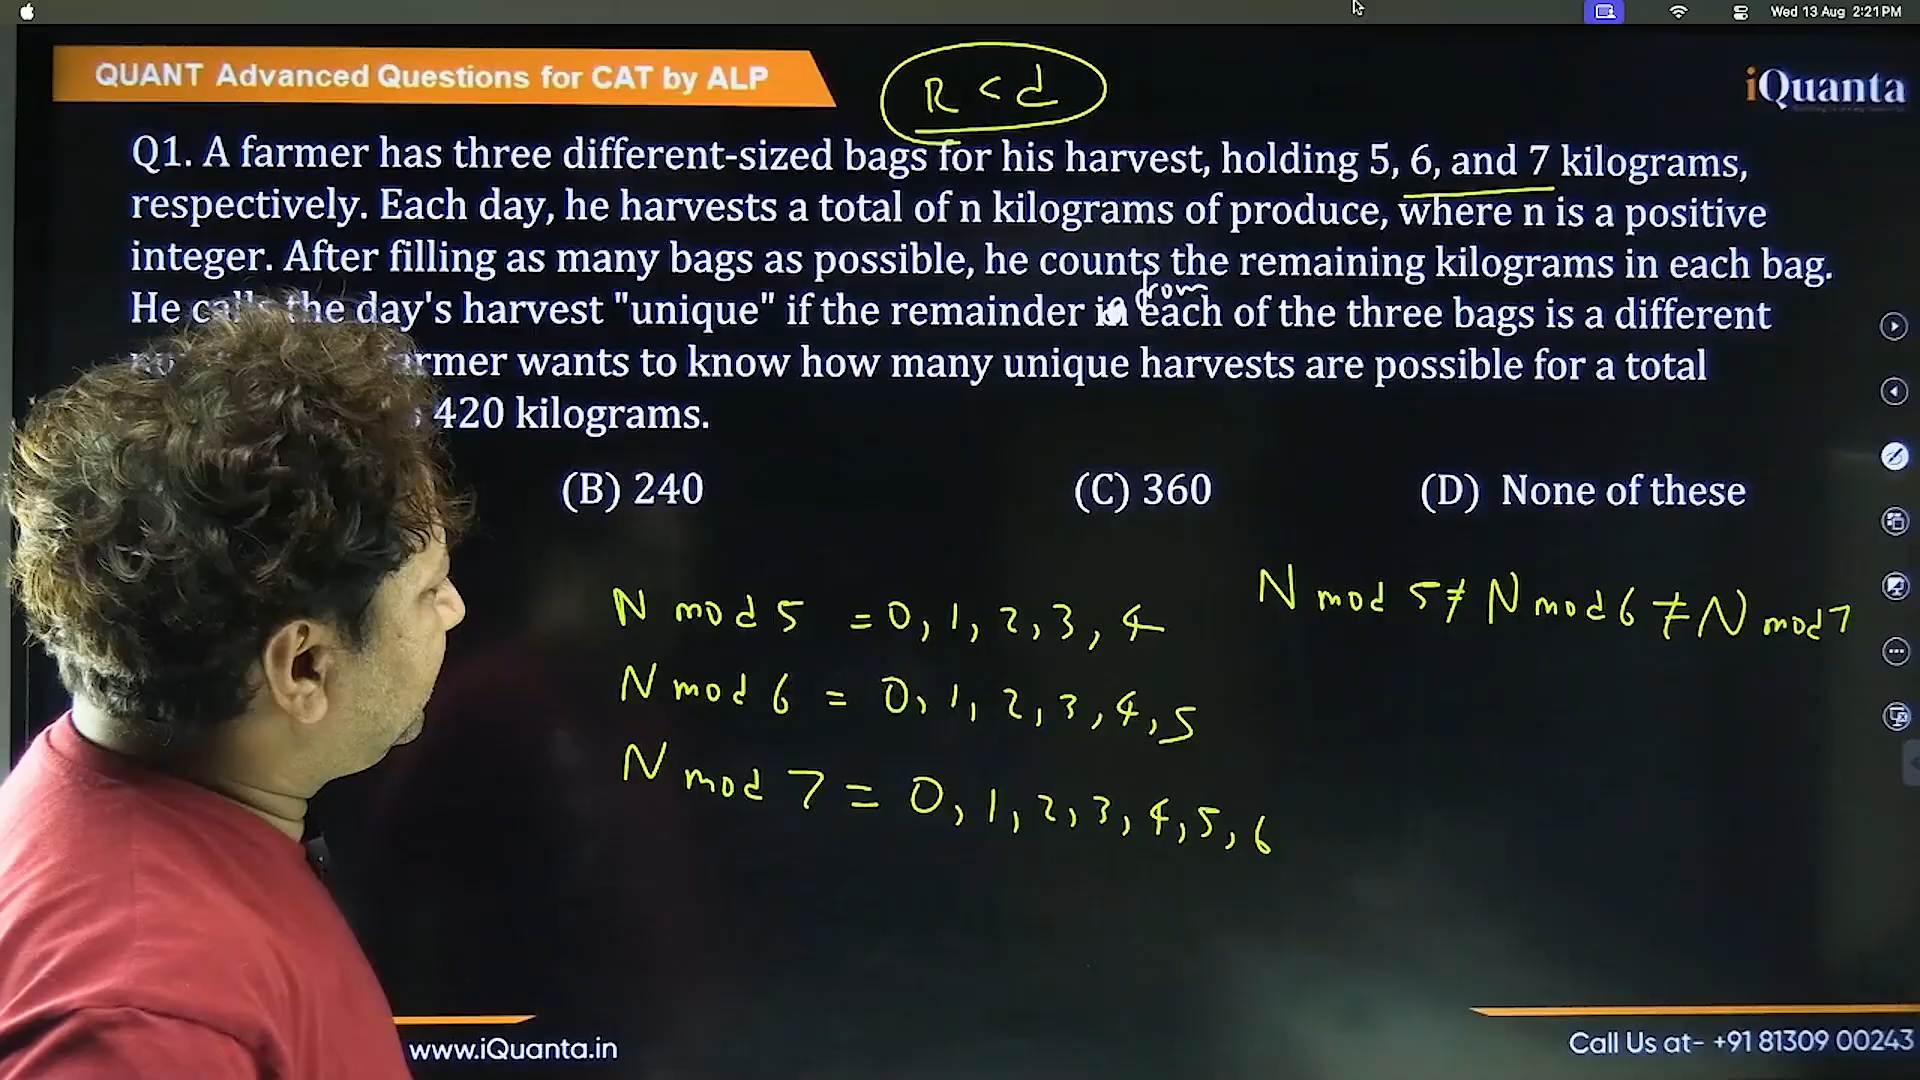 Wed 13 Aug 2:21 PM
QUANT Advanced Questions for CAT by ALP
R < d
iQuanta
Q1. A farmer has three different-sized bags for his harvest, holding 5, 6, and 7 kilograms,
respectively. Each day, he harvests a total of n kilograms of produce, where n is a positive
integer. After filling as many bags as possible, he counts the remaining kilograms in each bag.
from
He calls the day's harvest "unique" if the remainder in each of the three bags is a different
farmer wants to know how many unique harvests are possible for a total
420 kilograms.
(B) 240 (C) 360 (D) None of these
N mod 5 = 0, 1, 2, 3, 4
N mod 5 ≠ N mod 6 ≠ N mod 7
N mod 6 = 0, 1, 2, 3, 4, 5
N mod 7 = 0, 1, 2, 3, 4, 5, 6
www.iQuanta.in
Call Us at- +91 81309 00243